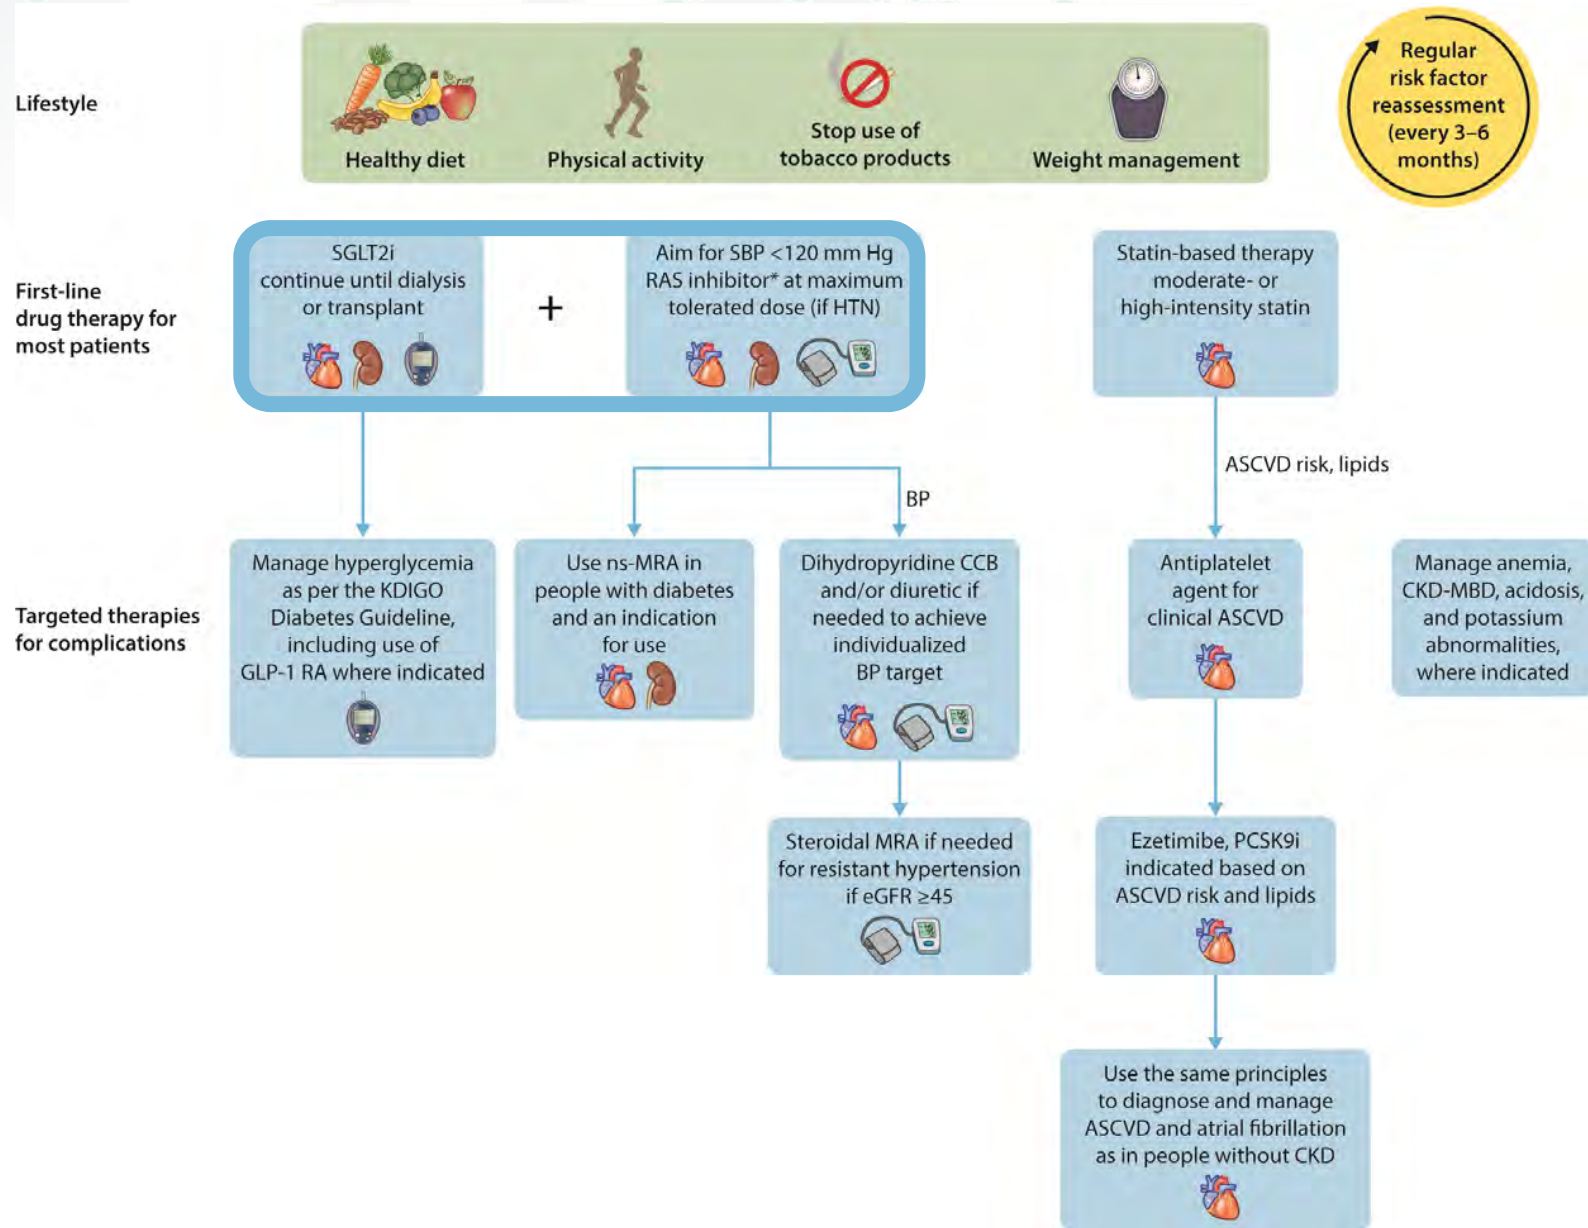 Lifestyle
Healthy diet
Physical activity
Stop use of
tobacco products
Weight management
Regular
risk factor
reassessment
(every 3–6
months)
First-line
drug therapy for
most patients
SGLT2i
continue until dialysis
or transplant
+
Aim for SBP <120 mm Hg
RAS inhibitor* at maximum
tolerated dose (if HTN)
Statin-based therapy
moderate- or
high-intensity statin
ASCVD risk, lipids
BP
Targeted therapies
for complications
Manage hyperglycemia
as per the KDIGO
Diabetes Guideline,
including use of
GLP-1 RA where indicated
Use ns-MRA in
people with diabetes
and an indication
for use
Dihydropyridine CCB
and/or diuretic if
needed to achieve
individualized
BP target
Antiplatelet
agent for
clinical ASCVD
Manage anemia,
CKD-MBD, acidosis,
and potassium
abnormalities,
where indicated
Steroidal MRA if needed
for resistant hypertension
if eGFR ≥45
Ezetimibe, PCSK9i
indicated based on
ASCVD risk and lipids
Use the same principles
to diagnose and manage
ASCVD and atrial fibrillation
as in people without CKD